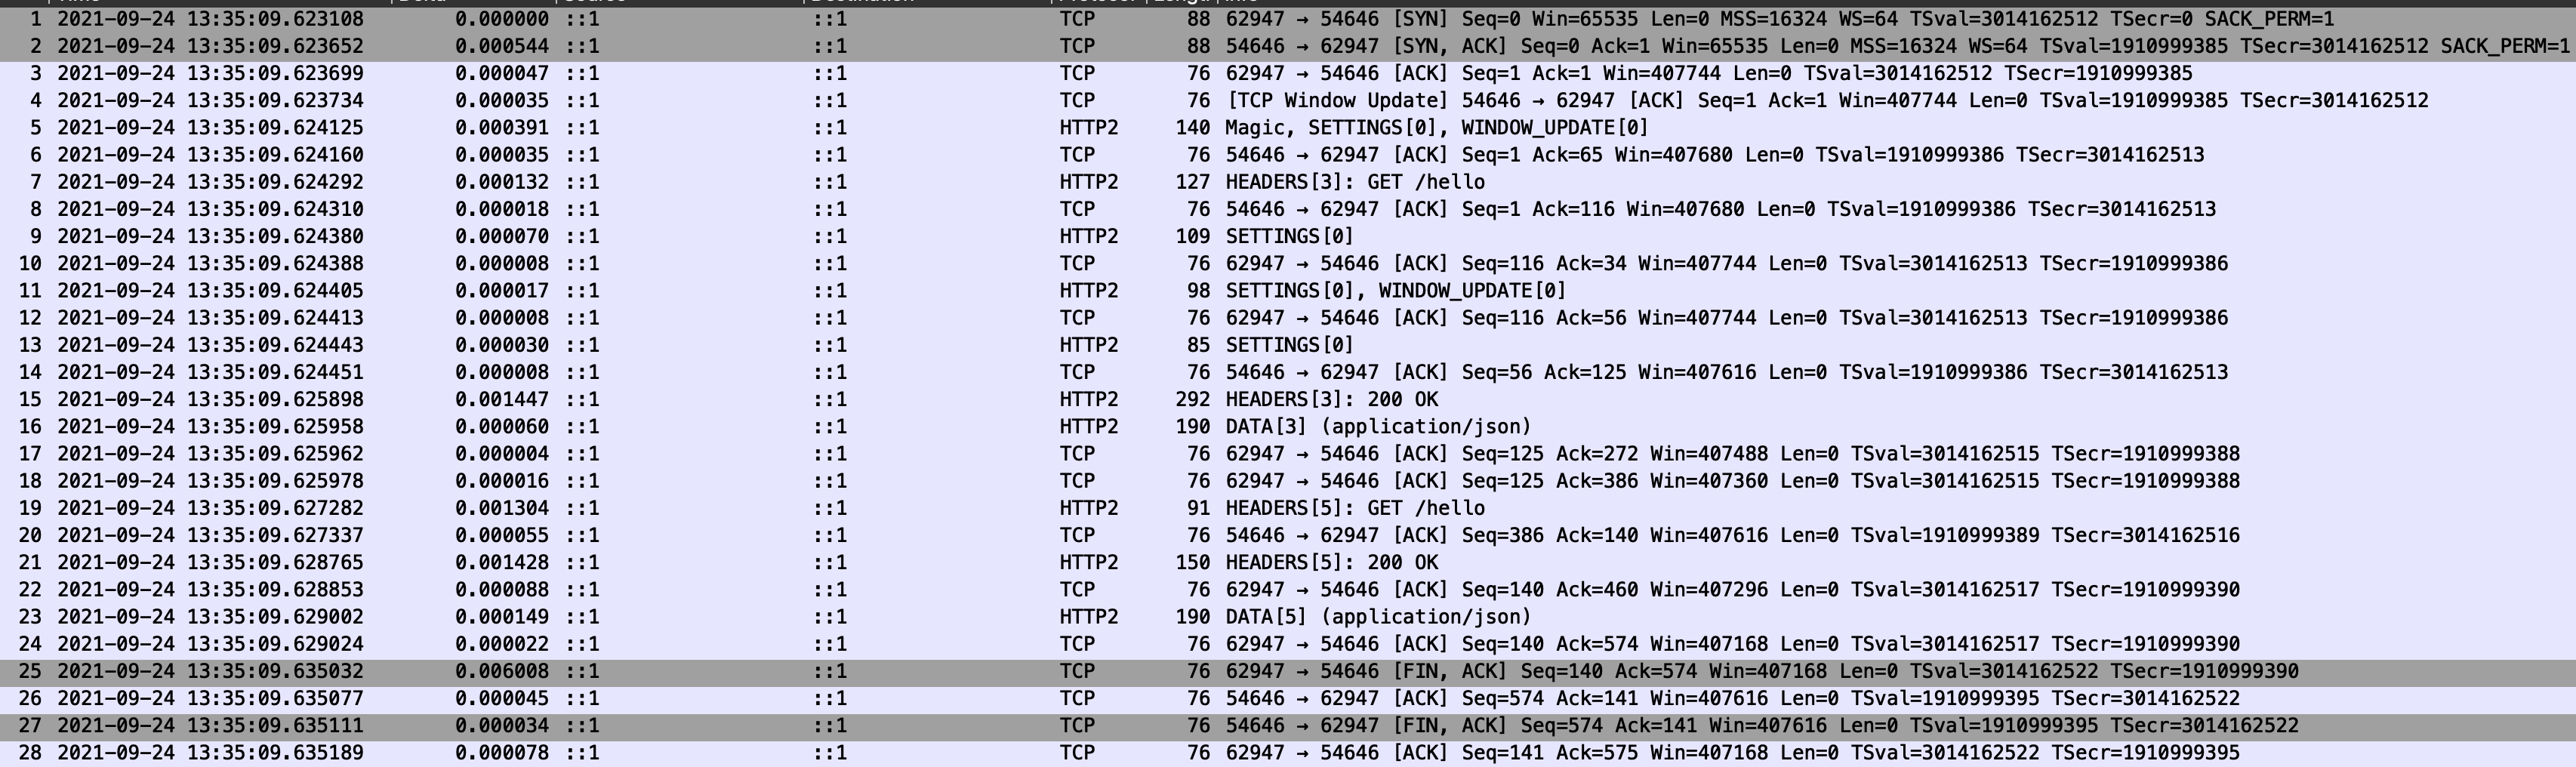 1 2021-09-24 13:35:09.623108 0.000000 ::1 ::1 TCP 88 62947 → 54646 [SYN] Seq=0 Win=65535 Len=0 MSS=16324 WS=64 TSval=3014162512 TSecr=0 SACK_PERM=1
2 2021-09-24 13:35:09.623652 0.000544 ::1 ::1 TCP 88 54646 → 62947 [SYN, ACK] Seq=0 Ack=1 Win=65535 Len=0 MSS=16324 WS=64 TSval=1910999385 TSecr=3014162512 SACK_PERM=1
3 2021-09-24 13:35:09.623699 0.000047 ::1 ::1 TCP 76 62947 → 54646 [ACK] Seq=1 Ack=1 Win=407744 Len=0 TSval=3014162512 TSecr=1910999385
4 2021-09-24 13:35:09.623734 0.000035 ::1 ::1 TCP 76 [TCP Window Update] 54646 → 62947 [ACK] Seq=1 Ack=1 Win=407744 Len=0 TSval=1910999385 TSecr=3014162512
5 2021-09-24 13:35:09.624125 0.000391 ::1 ::1 HTTP2 140 Magic, SETTINGS[0], WINDOW_UPDATE[0]
6 2021-09-24 13:35:09.624160 0.000035 ::1 ::1 TCP 76 54646 → 62947 [ACK] Seq=1 Ack=65 Win=407680 Len=0 TSval=1910999386 TSecr=3014162513
7 2021-09-24 13:35:09.624292 0.000132 ::1 ::1 HTTP2 127 HEADERS[3]: GET /hello
8 2021-09-24 13:35:09.624310 0.000018 ::1 ::1 TCP 76 54646 → 62947 [ACK] Seq=1 Ack=116 Win=407680 Len=0 TSval=1910999386 TSecr=3014162513
9 2021-09-24 13:35:09.624380 0.000070 ::1 ::1 HTTP2 109 SETTINGS[0]
10 2021-09-24 13:35:09.624388 0.000008 ::1 ::1 TCP 76 62947 → 54646 [ACK] Seq=116 Ack=34 Win=407744 Len=0 TSval=3014162513 TSecr=1910999386
11 2021-09-24 13:35:09.624405 0.000017 ::1 ::1 HTTP2 98 SETTINGS[0], WINDOW_UPDATE[0]
12 2021-09-24 13:35:09.624413 0.000008 ::1 ::1 TCP 76 62947 → 54646 [ACK] Seq=116 Ack=56 Win=407744 Len=0 TSval=3014162513 TSecr=1910999386
13 2021-09-24 13:35:09.624443 0.000030 ::1 ::1 HTTP2 85 SETTINGS[0]
14 2021-09-24 13:35:09.624451 0.000008 ::1 ::1 TCP 76 54646 → 62947 [ACK] Seq=56 Ack=125 Win=407616 Len=0 TSval=1910999386 TSecr=3014162513
15 2021-09-24 13:35:09.625898 0.001447 ::1 ::1 HTTP2 292 HEADERS[3]: 200 OK
16 2021-09-24 13:35:09.625958 0.000060 ::1 ::1 HTTP2 190 DATA[3] (application/json)
17 2021-09-24 13:35:09.625962 0.000004 ::1 ::1 TCP 76 62947 → 54646 [ACK] Seq=125 Ack=272 Win=407488 Len=0 TSval=3014162515 TSecr=1910999388
18 2021-09-24 13:35:09.625978 0.000016 ::1 ::1 TCP 76 62947 → 54646 [ACK] Seq=125 Ack=386 Win=407360 Len=0 TSval=3014162515 TSecr=1910999388
19 2021-09-24 13:35:09.627282 0.001304 ::1 ::1 HTTP2 91 HEADERS[5]: GET /hello
20 2021-09-24 13:35:09.627337 0.000055 ::1 ::1 TCP 76 54646 → 62947 [ACK] Seq=386 Ack=140 Win=407616 Len=0 TSval=1910999389 TSecr=3014162516
21 2021-09-24 13:35:09.628765 0.001428 ::1 ::1 HTTP2 150 HEADERS[5]: 200 OK
22 2021-09-24 13:35:09.628853 0.000088 ::1 ::1 TCP 76 62947 → 54646 [ACK] Seq=140 Ack=460 Win=407296 Len=0 TSval=3014162517 TSecr=1910999390
23 2021-09-24 13:35:09.629002 0.000149 ::1 ::1 HTTP2 190 DATA[5] (application/json)
24 2021-09-24 13:35:09.629024 0.000022 ::1 ::1 TCP 76 62947 → 54646 [ACK] Seq=140 Ack=574 Win=407168 Len=0 TSval=3014162517 TSecr=1910999390
25 2021-09-24 13:35:09.635032 0.006008 ::1 ::1 TCP 76 62947 → 54646 [FIN, ACK] Seq=140 Ack=574 Win=407168 Len=0 TSval=3014162522 TSecr=1910999390
26 2021-09-24 13:35:09.635077 0.000045 ::1 ::1 TCP 76 54646 → 62947 [ACK] Seq=574 Ack=141 Win=407616 Len=0 TSval=1910999395 TSecr=3014162522
27 2021-09-24 13:35:09.635111 0.000034 ::1 ::1 TCP 76 54646 → 62947 [FIN, ACK] Seq=574 Ack=141 Win=407616 Len=0 TSval=1910999395 TSecr=3014162522
28 2021-09-24 13:35:09.635189 0.000078 ::1 ::1 TCP 76 62947 → 54646 [ACK] Seq=141 Ack=575 Win=407168 Len=0 TSval=3014162522 TSecr=1910999395